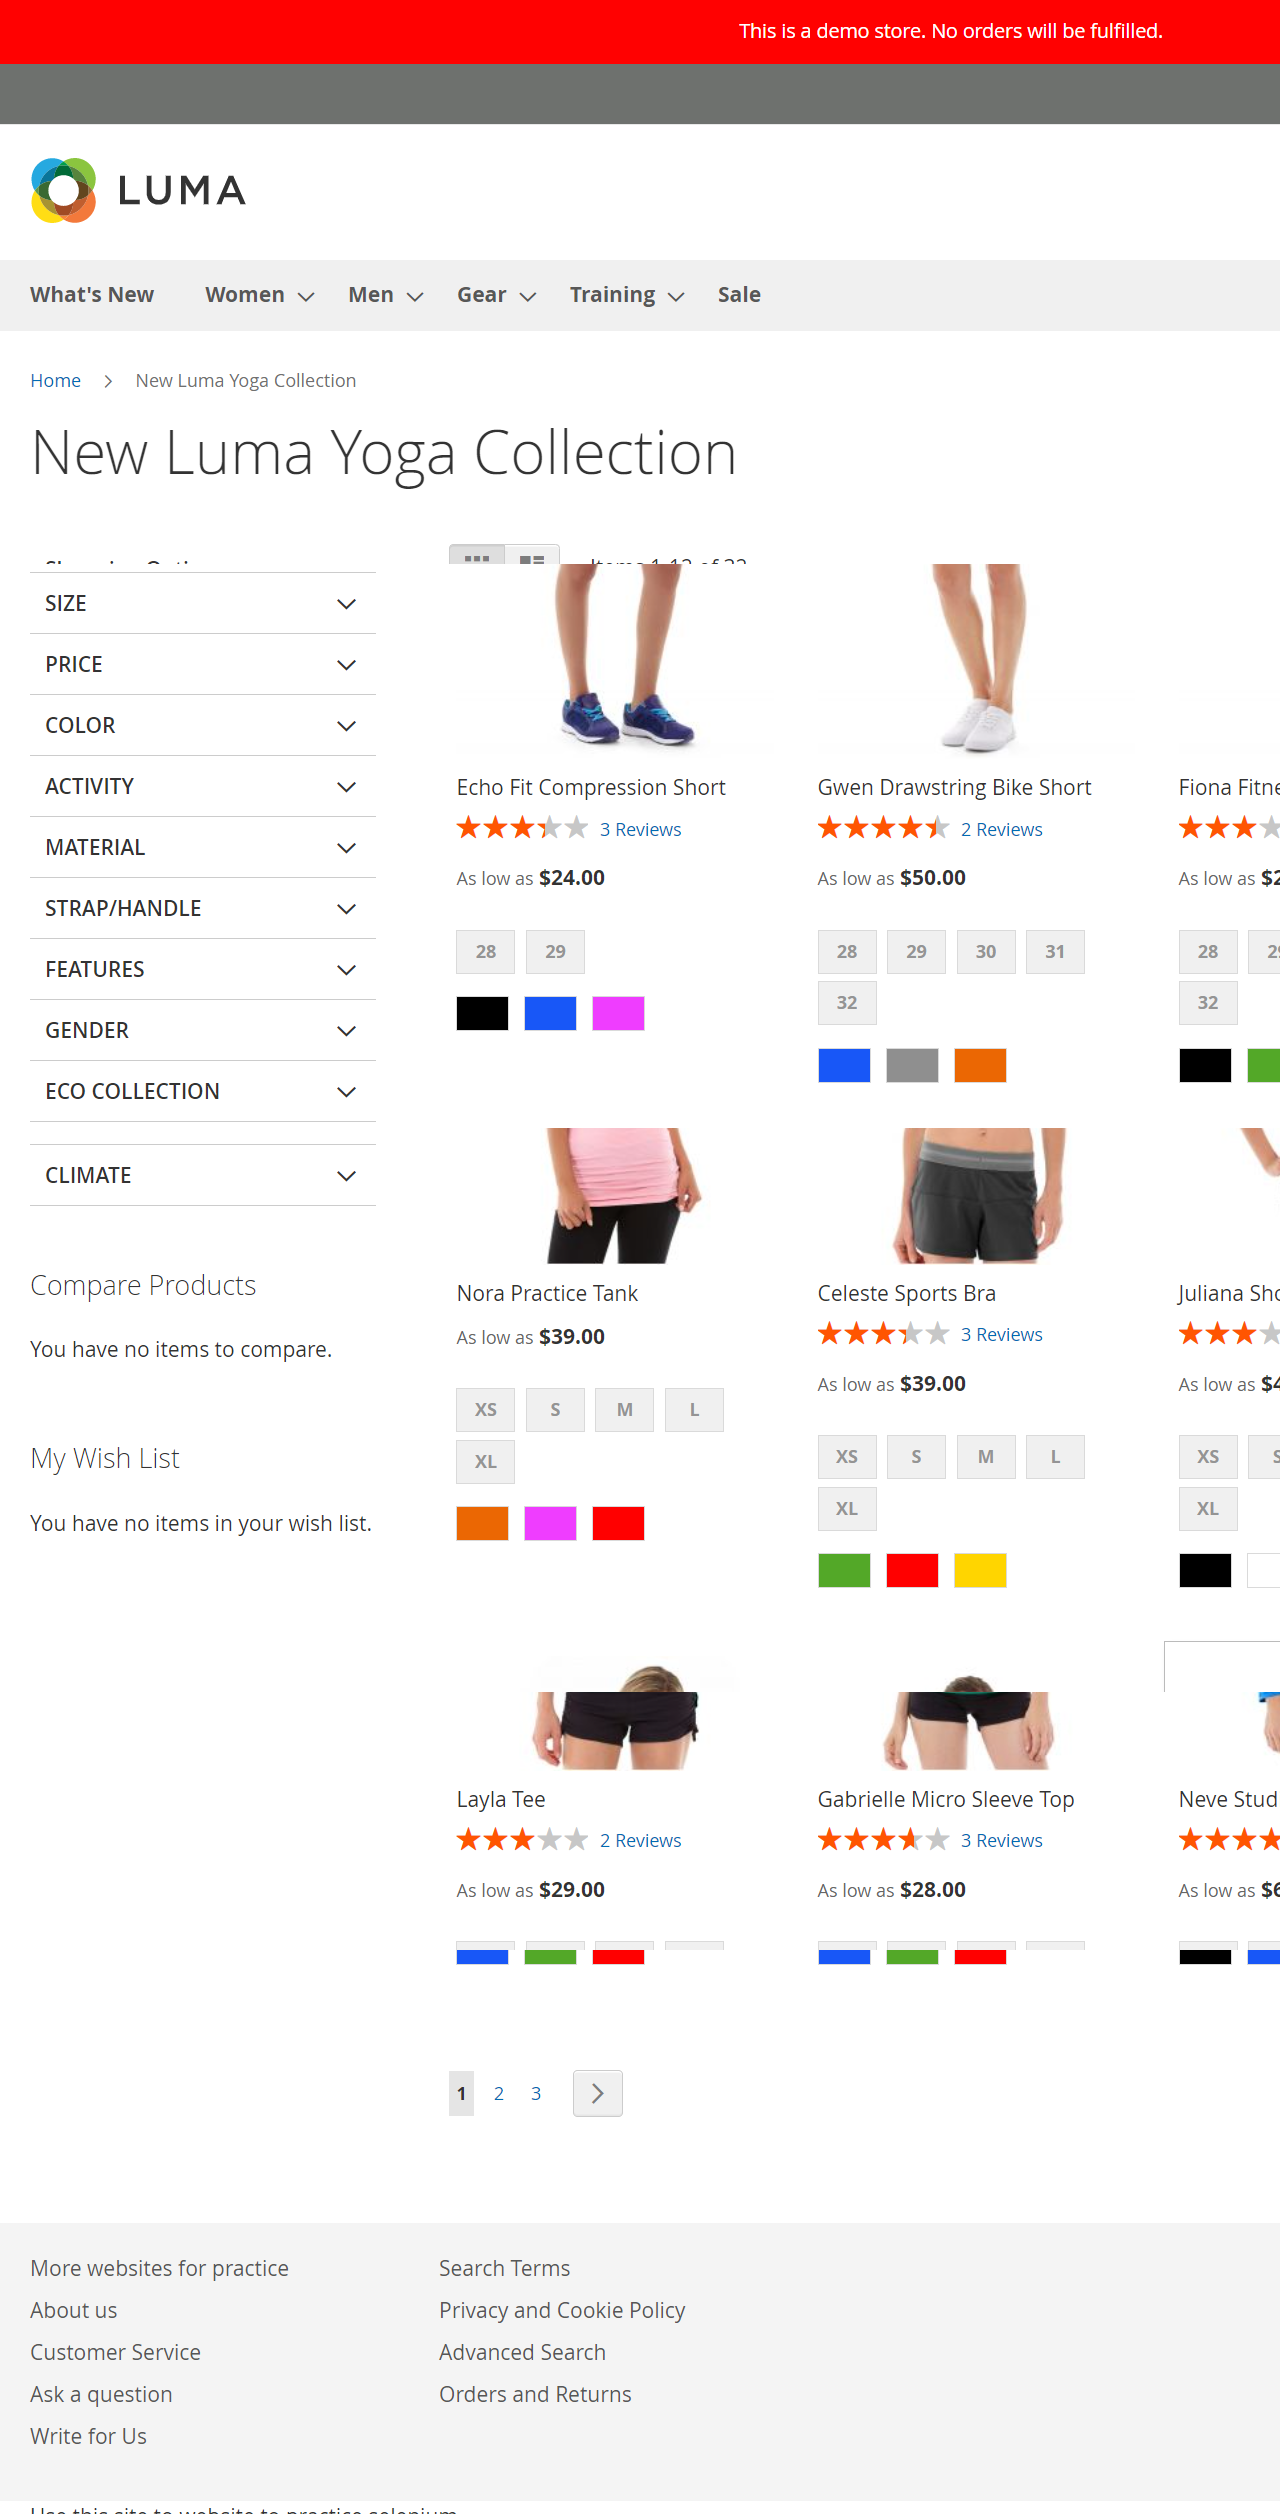 This is a demo store. No orders will be fulfilled.
LUMA
What's New Women Men Gear Training Sale
Home New Luma Yoga Collection
New Luma Yoga Collection
SIZE
PRICE
COLOR
ACTIVITY
MATERIAL
STRAP/HANDLE
FEATURES
GENDER
ECO COLLECTION
CLIMATE
Compare Products
You have no items to compare.
My Wish List
You have no items in your wish list.
Echo Fit Compression Short
3 Reviews
As low as $24.00
28 29
Gwen Drawstring Bike Short
2 Reviews
As low as $50.00
28 29 30 31
32
Fiona
As low as
28
32
Nora Practice Tank
As low as $39.00
XS S M L
XL
Celeste Sports Bra
3 Reviews
As low as $39.00
XS S M L
XL
Juliana
As low as
XS
XL
Layla Tee
2 Reviews
As low as $29.00
Gabrielle Micro Sleeve Top
3 Reviews
As low as $28.00
Neve
As low as
1 2 3
More websites for practice
About us
Customer Service
Ask a question
Write for Us
Search Terms
Privacy and Cookie Policy
Advanced Search
Orders and Returns